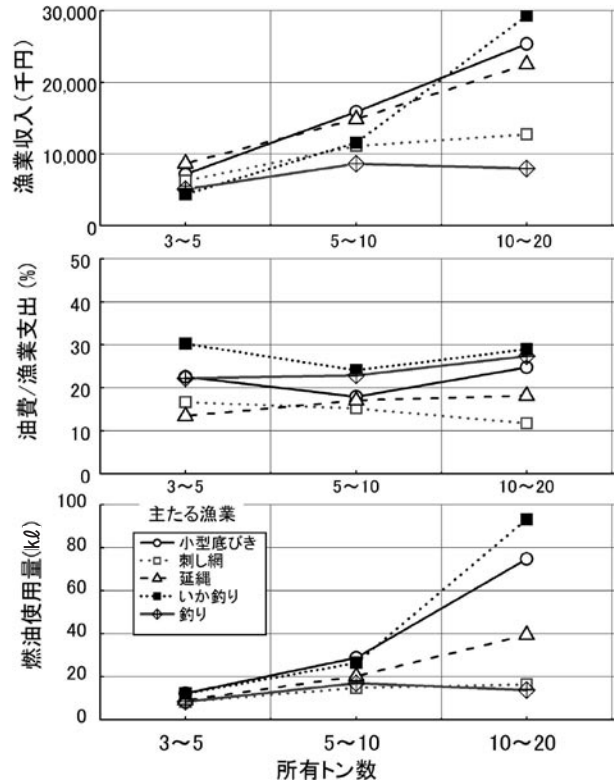 漁業収入(千円)
30,000
20,000
10,000
0
3～5
5～10
10～20
油費/漁業支出(%)
50
40
30
20
10
0
3～5
5～10
10～20
燃油使用量(kℓ)
100
80
60
40
20
0
主たる漁業
小型底びき
刺し網
延縄
いか釣り
釣り
3～5
5～10
10～20
所有トン数